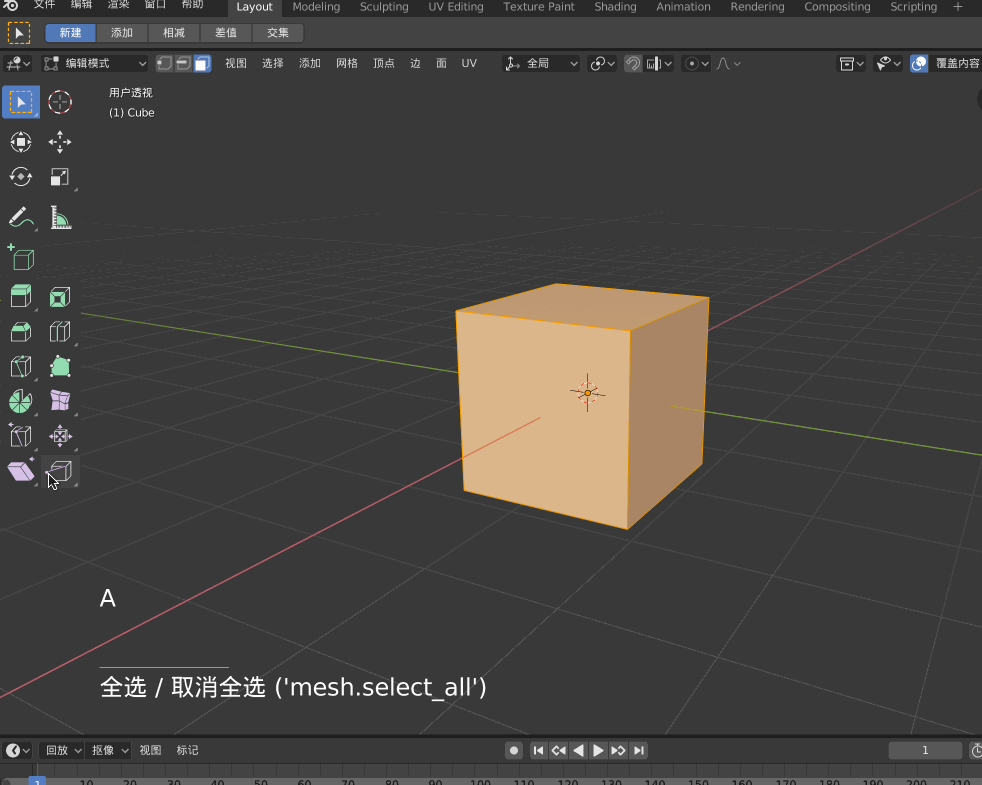 文件 编辑 渲染 窗口 帮助 Layout Modeling Sculpting UV Editing Texture Paint Shading Animation Rendering Compositing Scripting +
新建 添加 相减 差值 交集
编辑模式 视图 选择 添加 网格 顶点 边 面 UV 全局 覆盖内容
用户透视
(1) Cube
A
全选 / 取消全选 ('mesh.select_all')
回放 抠像 视图 标记 1
1 10 20 30 40 50 60 70 80 90 100 110 120 130 140 150 160 170 180 190 200 210